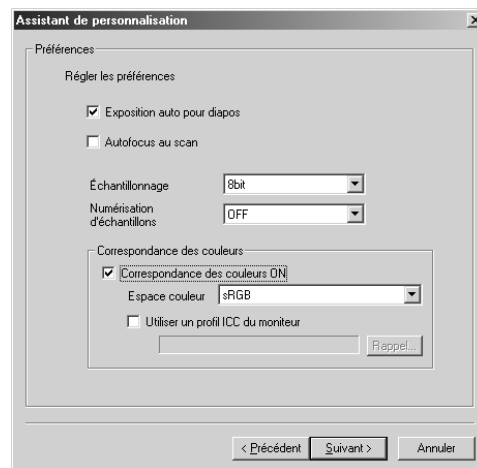 Assistant de personnalisation
Préférences
Régler les préférences
Exposition auto pour diapos
Autofocus au scan
Échantillonnage
8bit
Numérisation
d'échantillons
OFF
Correspondance des couleurs
Correspondance des couleurs ON
Espace couleur
sRGB
Utiliser un profil ICC du moniteur
Rappel...
< Précédent
Suivant >
Annuler